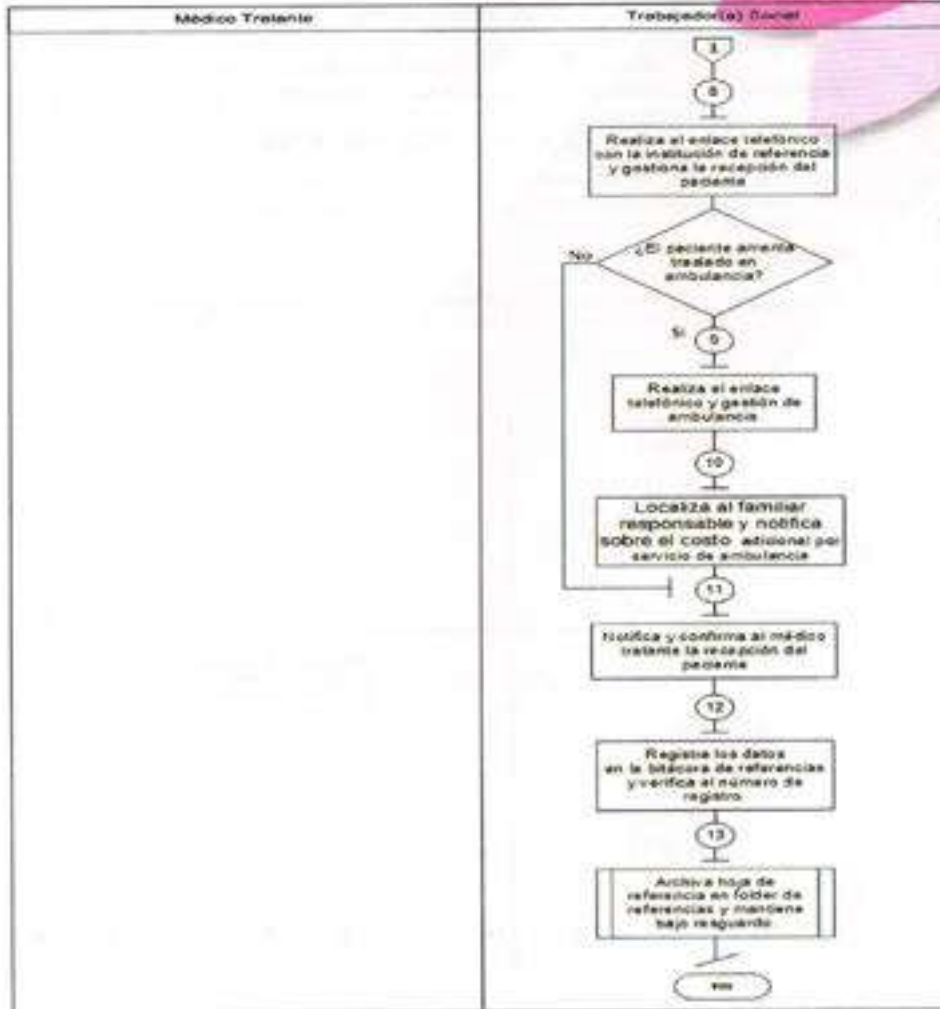 Médico Tratante
Trabajador(a) Social
1
8
Realiza el enlace telefónico
con la institución de referencia
y gestiona la recepción del
paciente
¿El paciente amerita
traslado en
ambulancia?
No
Si
9
Realiza el enlace
telefónico y gestión de
ambulancia
10
Localiza al familiar
responsable y notifica
sobre el costo adicional por
servicio de ambulancia
11
Notifica y confirma al médico
tratante la recepción del
paciente
12
Registra los datos
en la bitácora de referencias
y verifica el número de
registro
13
Archiva hoja de
referencia en folder de
referencias y mantiene
bajo resguardo